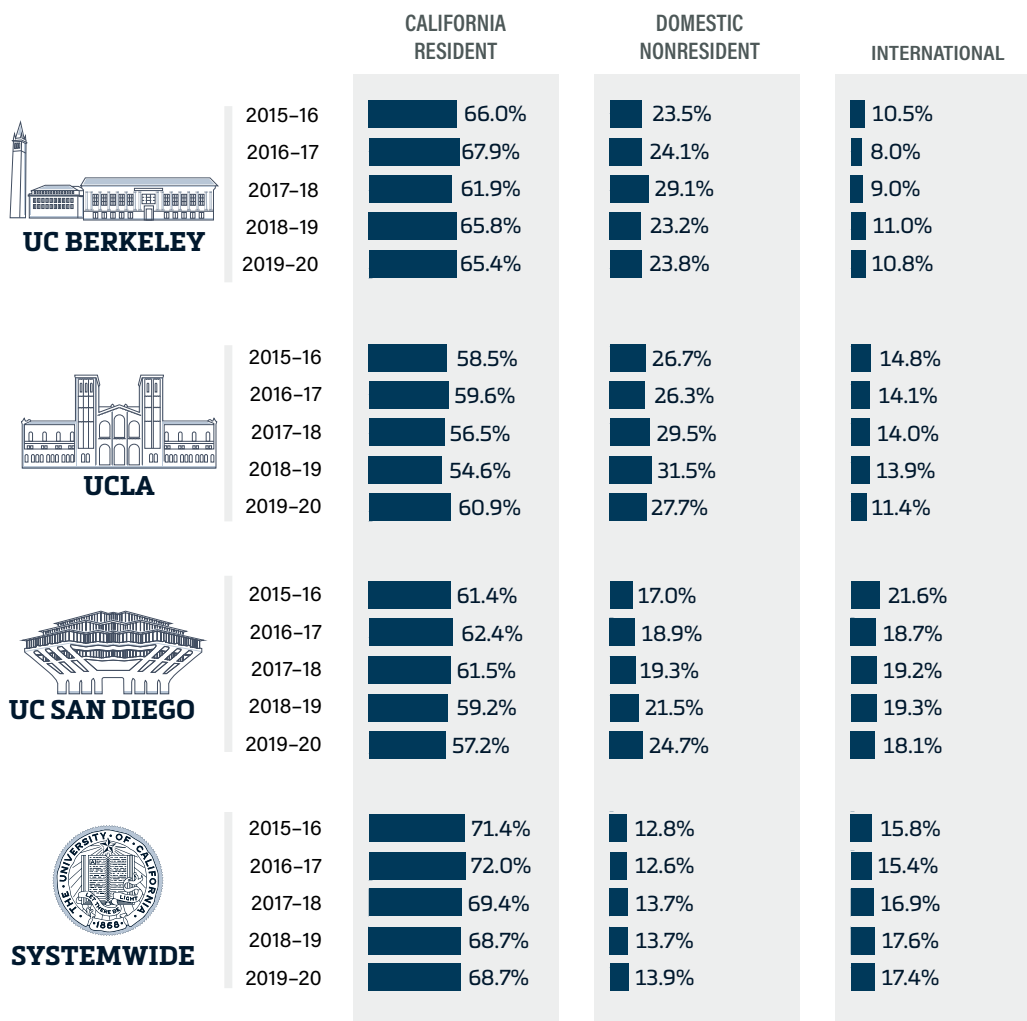 CALIFORNIA
RESIDENT
DOMESTIC
NONRESIDENT
INTERNATIONAL
2015–16 66.0% 23.5% 10.5%
2016–17 67.9% 24.1% 8.0%
2017–18 61.9% 29.1% 9.0%
2018–19 65.8% 23.2% 11.0%
2019–20 65.4% 23.8% 10.8%
UC BERKELEY
2015–16 58.5% 26.7% 14.8%
2016–17 59.6% 26.3% 14.1%
2017–18 56.5% 29.5% 14.0%
2018–19 54.6% 31.5% 13.9%
2019–20 60.9% 27.7% 11.4%
UCLA
2015–16 61.4% 17.0% 21.6%
2016–17 62.4% 18.9% 18.7%
2017–18 61.5% 19.3% 19.2%
2018–19 59.2% 21.5% 19.3%
2019–20 57.2% 24.7% 18.1%
UC SAN DIEGO
2015–16 71.4% 12.8% 15.8%
2016–17 72.0% 12.6% 15.4%
2017–18 69.4% 13.7% 16.9%
2018–19 68.7% 13.7% 17.6%
2019–20 68.7% 13.9% 17.4%
THE UNIVERSITY OF CALIFORNIA
LET THERE BE LIGHT
1868
SYSTEMWIDE